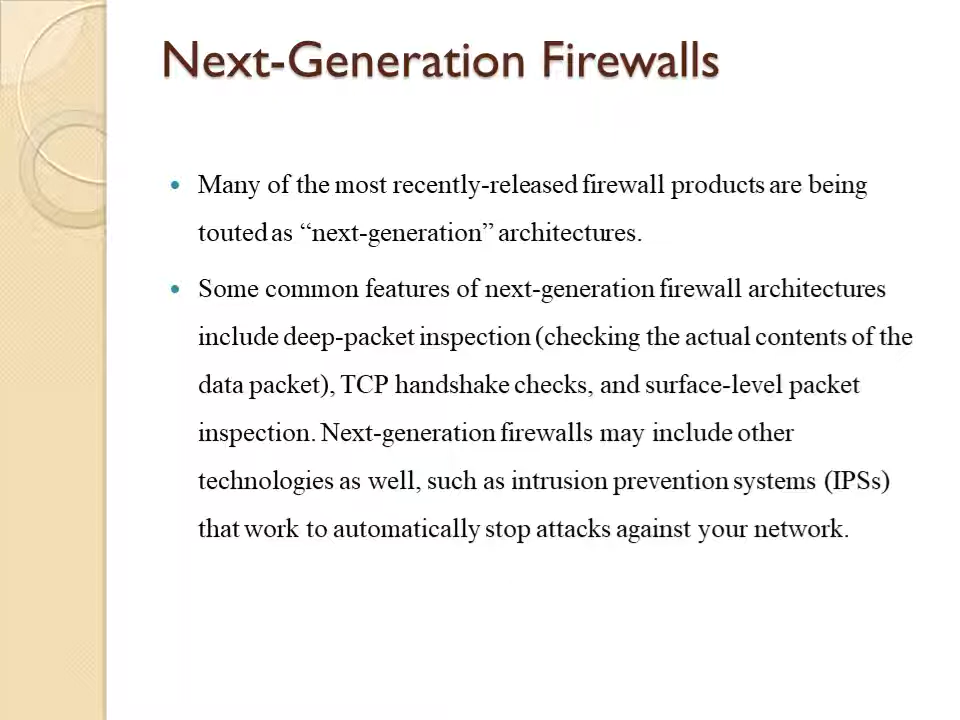 Next-Generation Firewalls
• Many of the most recently-released firewall products are being
touted as “next-generation” architectures.
• Some common features of next-generation firewall architectures
include deep-packet inspection (checking the actual contents of the
data packet), TCP handshake checks, and surface-level packet
inspection. Next-generation firewalls may include other
technologies as well, such as intrusion prevention systems (IPSs)
that work to automatically stop attacks against your network.